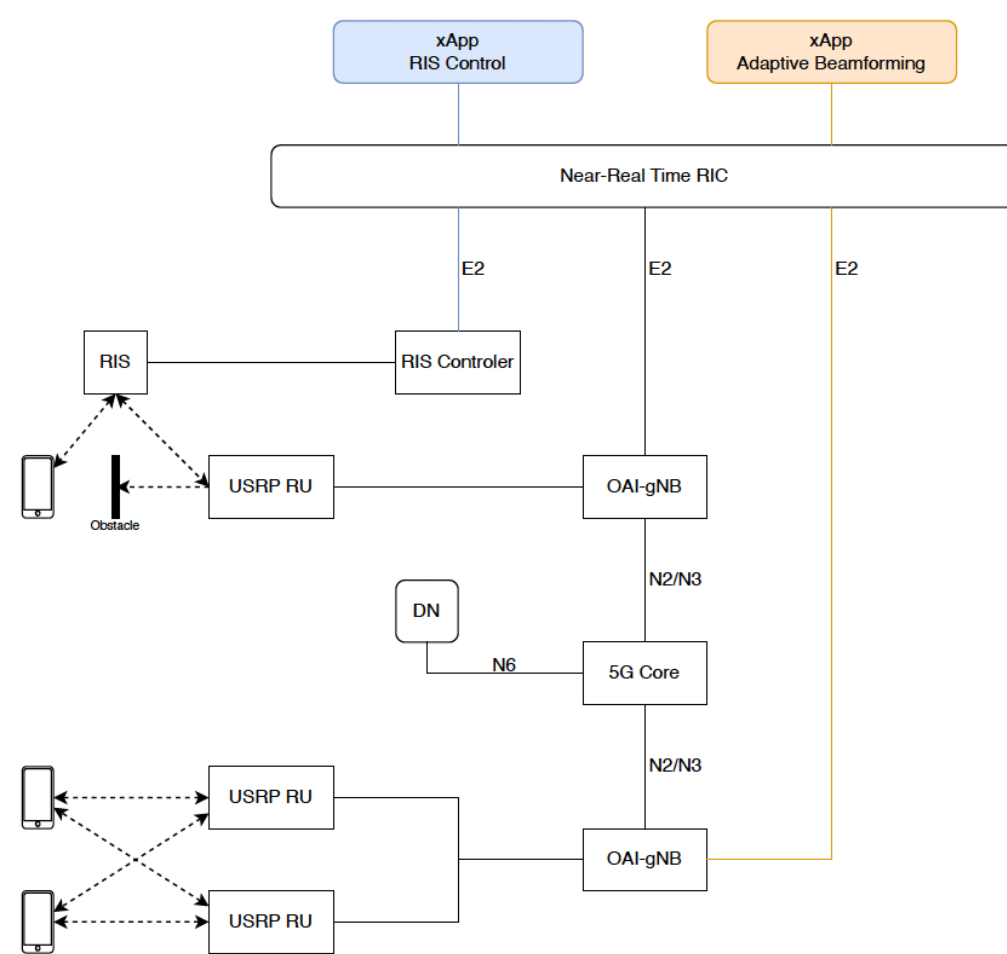 xApp
RIS Control
xApp
Adaptive Beamforming
Near-Real Time RIC
E2
E2
E2
RIS
RIS Controler
USRP RU
OAI-gNB
Obstacle
N2/N3
DN
N6
5G Core
N2/N3
USRP RU
OAI-gNB
USRP RU